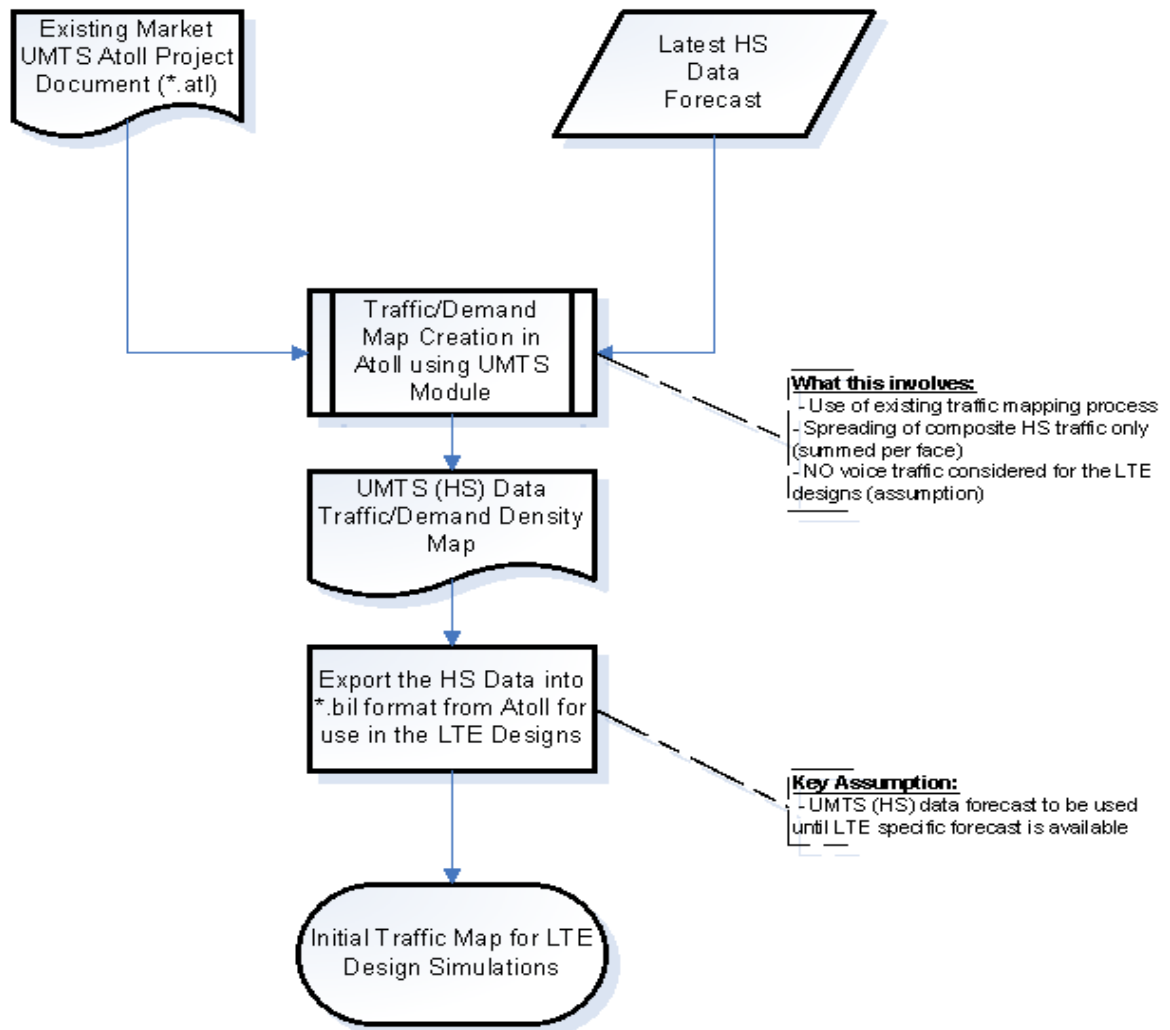 Existing Market
UMTS Atoll Project
Document (*.atl)
Latest HS
Data
Forecast
Traffic/Demand
Map Creation in
Atoll using UMTS
Module
What this involves:
- Use of existing traffic mapping process
- Spreading of composite HS traffic only
(summed per face)
- NO voice traffic considered for the LTE
designs (assumption)
UMTS (HS) Data
Traffic/Demand Density
Map
Export the HS Data into
*.bil format from Atoll for
use in the LTE Designs
Key Assumption:
- UMTS (HS) data forecast to be used
until LTE specific forecast is available
Initial Traffic Map for LTE
Design Simulations